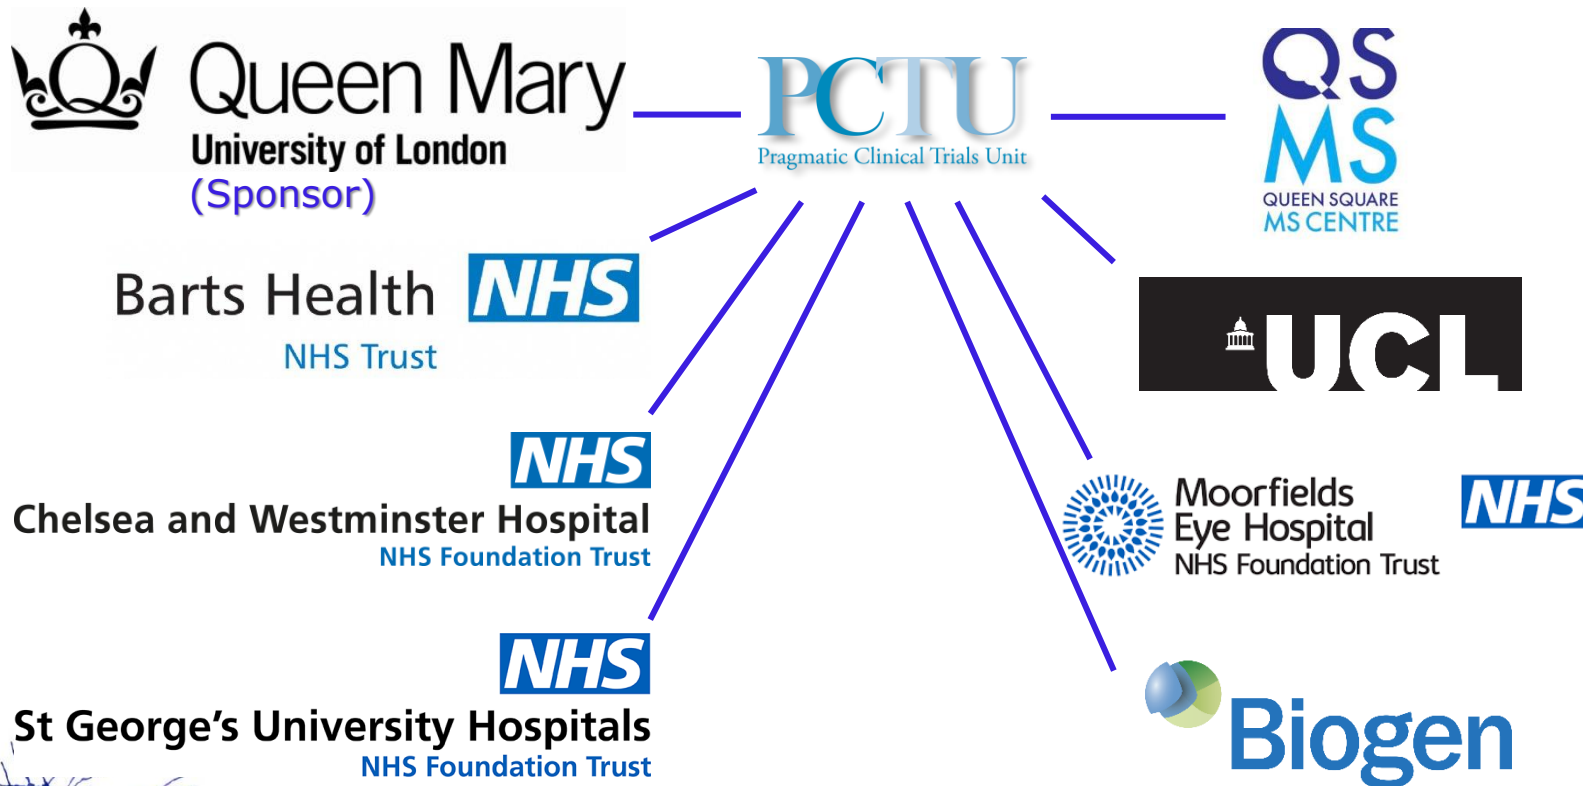 Queen Mary
University of London
(Sponsor)
PCTU
Pragmatic Clinical Trials Unit
QS
MS
QUEEN SQUARE
MS CENTRE
Barts Health NHS
NHS Trust
UCL
NHS
Chelsea and Westminster Hospital
NHS Foundation Trust
Moorfields
Eye Hospital
NHS Foundation Trust
NHS
NHS
St George's University Hospitals
NHS Foundation Trust
Biogen